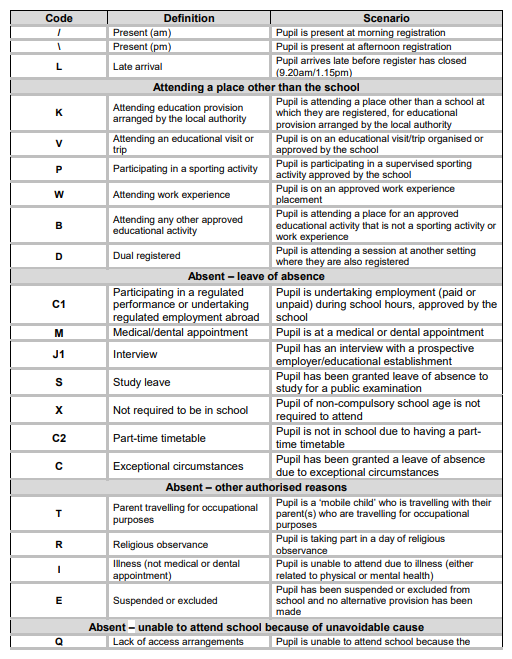 Code Definition Scenario
/ Present (am) Pupil is present at morning registration
\ Present (pm) Pupil is present at afternoon registration
L Late arrival Pupil arrives late before register has closed
(9.20am/1.15pm)
Attending a place other than the school
K Attending education provision
arranged by the local authority
Pupil is attending a place other than a school at
which they are registered, for educational
provision arranged by the local authority
V Attending an educational visit or
trip
Pupil is on an educational visit/trip organised or
approved by the school
P Participating in a sporting activity
Pupil is participating in a supervised sporting
activity approved by the school
W Attending work experience
Pupil is on an approved work experience
placement
B Attending any other approved
educational activity
Pupil is attending a place for an approved
educational activity that is not a sporting activity or
work experience
D Dual registered
Pupil is attending a session at another setting
where they are also registered
Absent – leave of absence
C1 Participating in a regulated
performance or undertaking
regulated employment abroad
Pupil is undertaking employment (paid or
unpaid) during school hours, approved by the
school
M Medical/dental appointment Pupil is at a medical or dental appointment
J1 Interview
Pupil has an interview with a prospective
employer/educational establishment
S Study leave
Pupil has been granted leave of absence to
study for a public examination
X Not required to be in school
Pupil of non-compulsory school age is not
required to attend
C2 Part-time timetable
Pupil is not in school due to having a part-
time timetable
C Exceptional circumstances
Pupil has been granted a leave of absence
due to exceptional circumstances
Absent – other authorised reasons
T Parent travelling for occupational
purposes
Pupil is a ‘mobile child’ who is travelling with their
parent(s) who are travelling for occupational
purposes
R Religious observance
Pupil is taking part in a day of religious
observance
I Illness (not medical or dental
appointment)
Pupil is unable to attend due to illness (either
related to physical or mental health)
E Suspended or excluded
Pupil has been suspended or excluded from
school and no alternative provision has been
made
Absent – unable to attend school because of unavoidable cause
Q Lack of access arrangements Pupil is unable to attend school because the